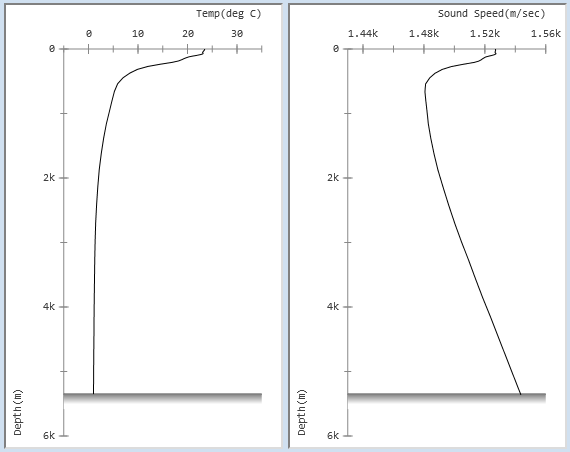 Temp(deg C)
0 10 20 30
0
2k
4k
6k
Depth(m)
Sound Speed(m/sec)
1.44k 1.48k 1.52k 1.56k
0
2k
4k
6k
Depth(m)